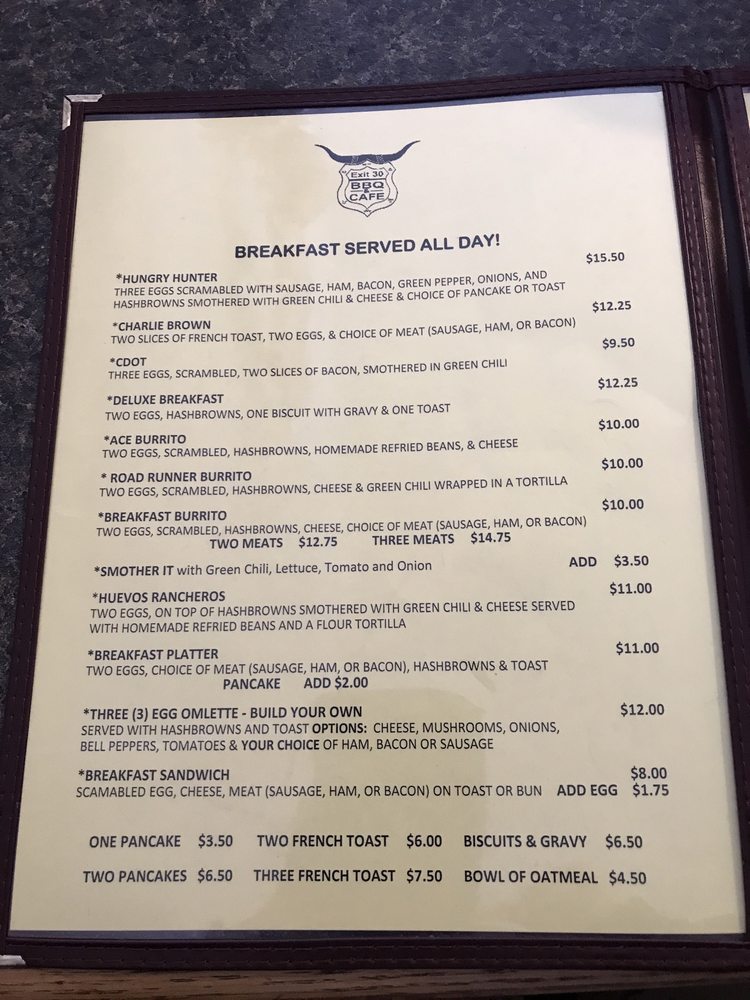 Exit 30
BBQ
&
CAFE
BREAKFAST SERVED ALL DAY!
*HUNGRY HUNTER $15.50
THREE EGGS SCRAMABLED WITH SAUSAGE, HAM, BACON, GREEN PEPPER, ONIONS, AND
HASHBROWNS SMOTHERED WITH GREEN CHILI & CHEESE & CHOICE OF PANCAKE OR TOAST
*CHARLIE BROWN $12.25
TWO SLICES OF FRENCH TOAST, TWO EGGS, & CHOICE OF MEAT (SAUSAGE, HAM, OR BACON)
*CDOT $9.50
THREE EGGS, SCRAMBLED, TWO SLICES OF BACON, SMOTHERED IN GREEN CHILI
*DELUXE BREAKFAST $12.25
TWO EGGS, HASHBROWNS, ONE BISCUIT WITH GRAVY & ONE TOAST
*ACE BURRITO $10.00
TWO EGGS, SCRAMBLED, HASHBROWNS, HOMEMADE REFRIED BEANS, & CHEESE
* ROAD RUNNER BURRITO $10.00
TWO EGGS, SCRAMBLED, HASHBROWNS, CHEESE & GREEN CHILI WRAPPED IN A TORTILLA
*BREAKFAST BURRITO $10.00
TWO EGGS, SCRAMBLED, HASHBROWNS, CHEESE, CHOICE OF MEAT (SAUSAGE, HAM, OR BACON)
TWO MEATS $12.75 THREE MEATS $14.75
*SMOTHER IT with Green Chili, Lettuce, Tomato and Onion ADD $3.50
*HUEVOS RANCHEROS $11.00
TWO EGGS, ON TOP OF HASHBROWNS SMOTHERED WITH GREEN CHILI & CHEESE SERVED
WITH HOMEMADE REFRIED BEANS AND A FLOUR TORTILLA
*BREAKFAST PLATTER $11.00
TWO EGGS, CHOICE OF MEAT (SAUSAGE, HAM, OR BACON), HASHBROWNS & TOAST
PANCAKE ADD $2.00
*THREE (3) EGG OMLETTE - BUILD YOUR OWN $12.00
SERVED WITH HASHBROWNS AND TOAST OPTIONS: CHEESE, MUSHROOMS, ONIONS,
BELL PEPPERS, TOMATOES & YOUR CHOICE OF HAM, BACON OR SAUSAGE
*BREAKFAST SANDWICH $8.00
SCAMABLED EGG, CHEESE, MEAT (SAUSAGE, HAM, OR BACON) ON TOAST OR BUN ADD EGG $1.75
ONE PANCAKE $3.50 TWO FRENCH TOAST $6.00 BISCUITS & GRAVY $6.50
TWO PANCAKES $6.50 THREE FRENCH TOAST $7.50 BOWL OF OATMEAL $4.50